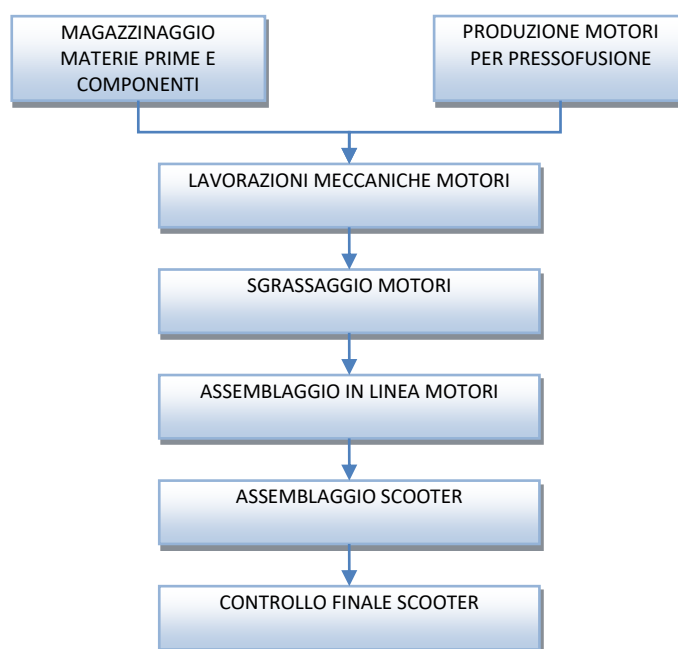 MAGAZZINAGGIO
MATERIE PRIME E
COMPONENTI
PRODUZIONE MOTORI
PER PRESSOFUSIONE
LAVORAZIONI MECCANICHE MOTORI
SGRASSAGGIO MOTORI
ASSEMBLAGGIO IN LINEA MOTORI
ASSEMBLAGGIO SCOOTER
CONTROLLO FINALE SCOOTER